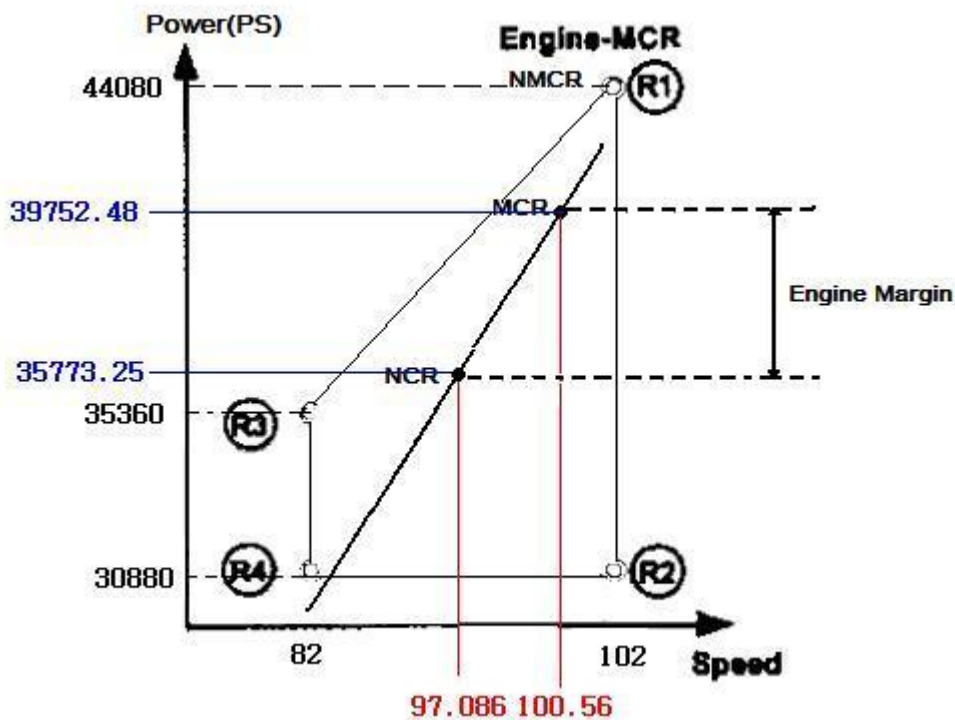 Power(PS)
Engine-MCR
44080
NMCR
R1
39752.48
MCR
Engine Margin
35773.25
NCR
35360
R3
R4
30880
R2
82
102
Speed
97.086 100.56